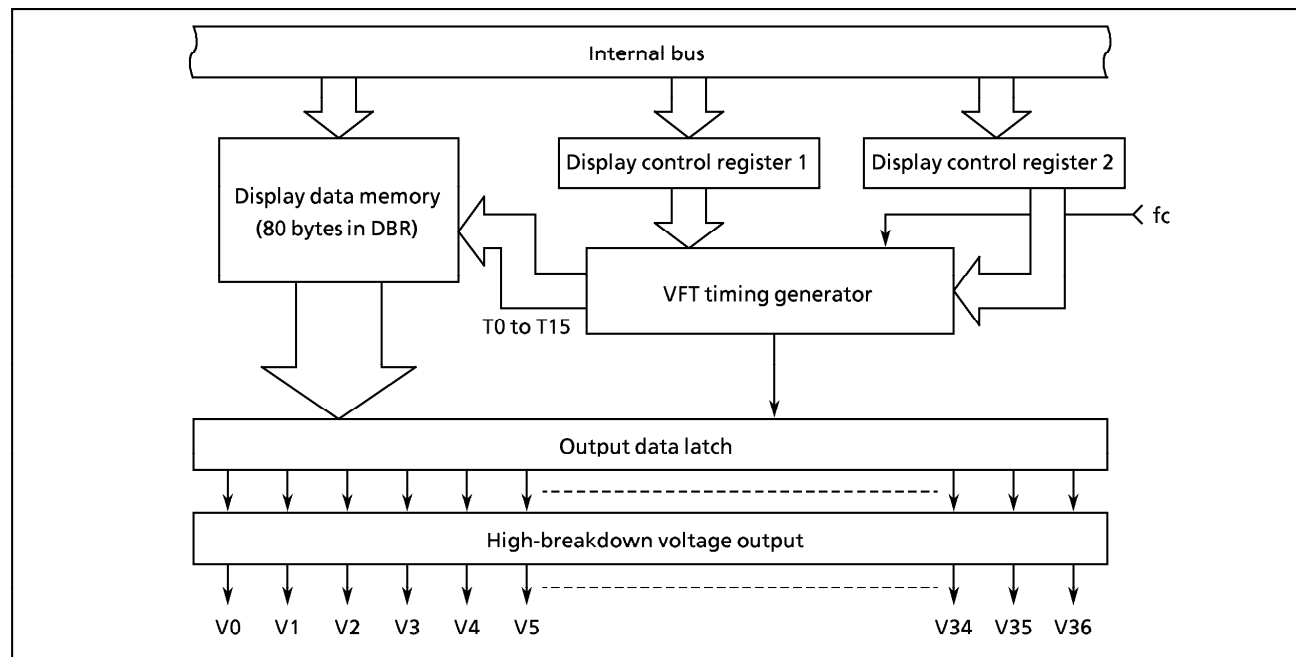 Internal bus
Display control register 1
Display control register 2
Display data memory
(80 bytes in DBR)
fc
VFT timing generator
T0 to T15
Output data latch
High-breakdown voltage output
V0
V1
V2
V3
V4
V5
V34
V35
V36